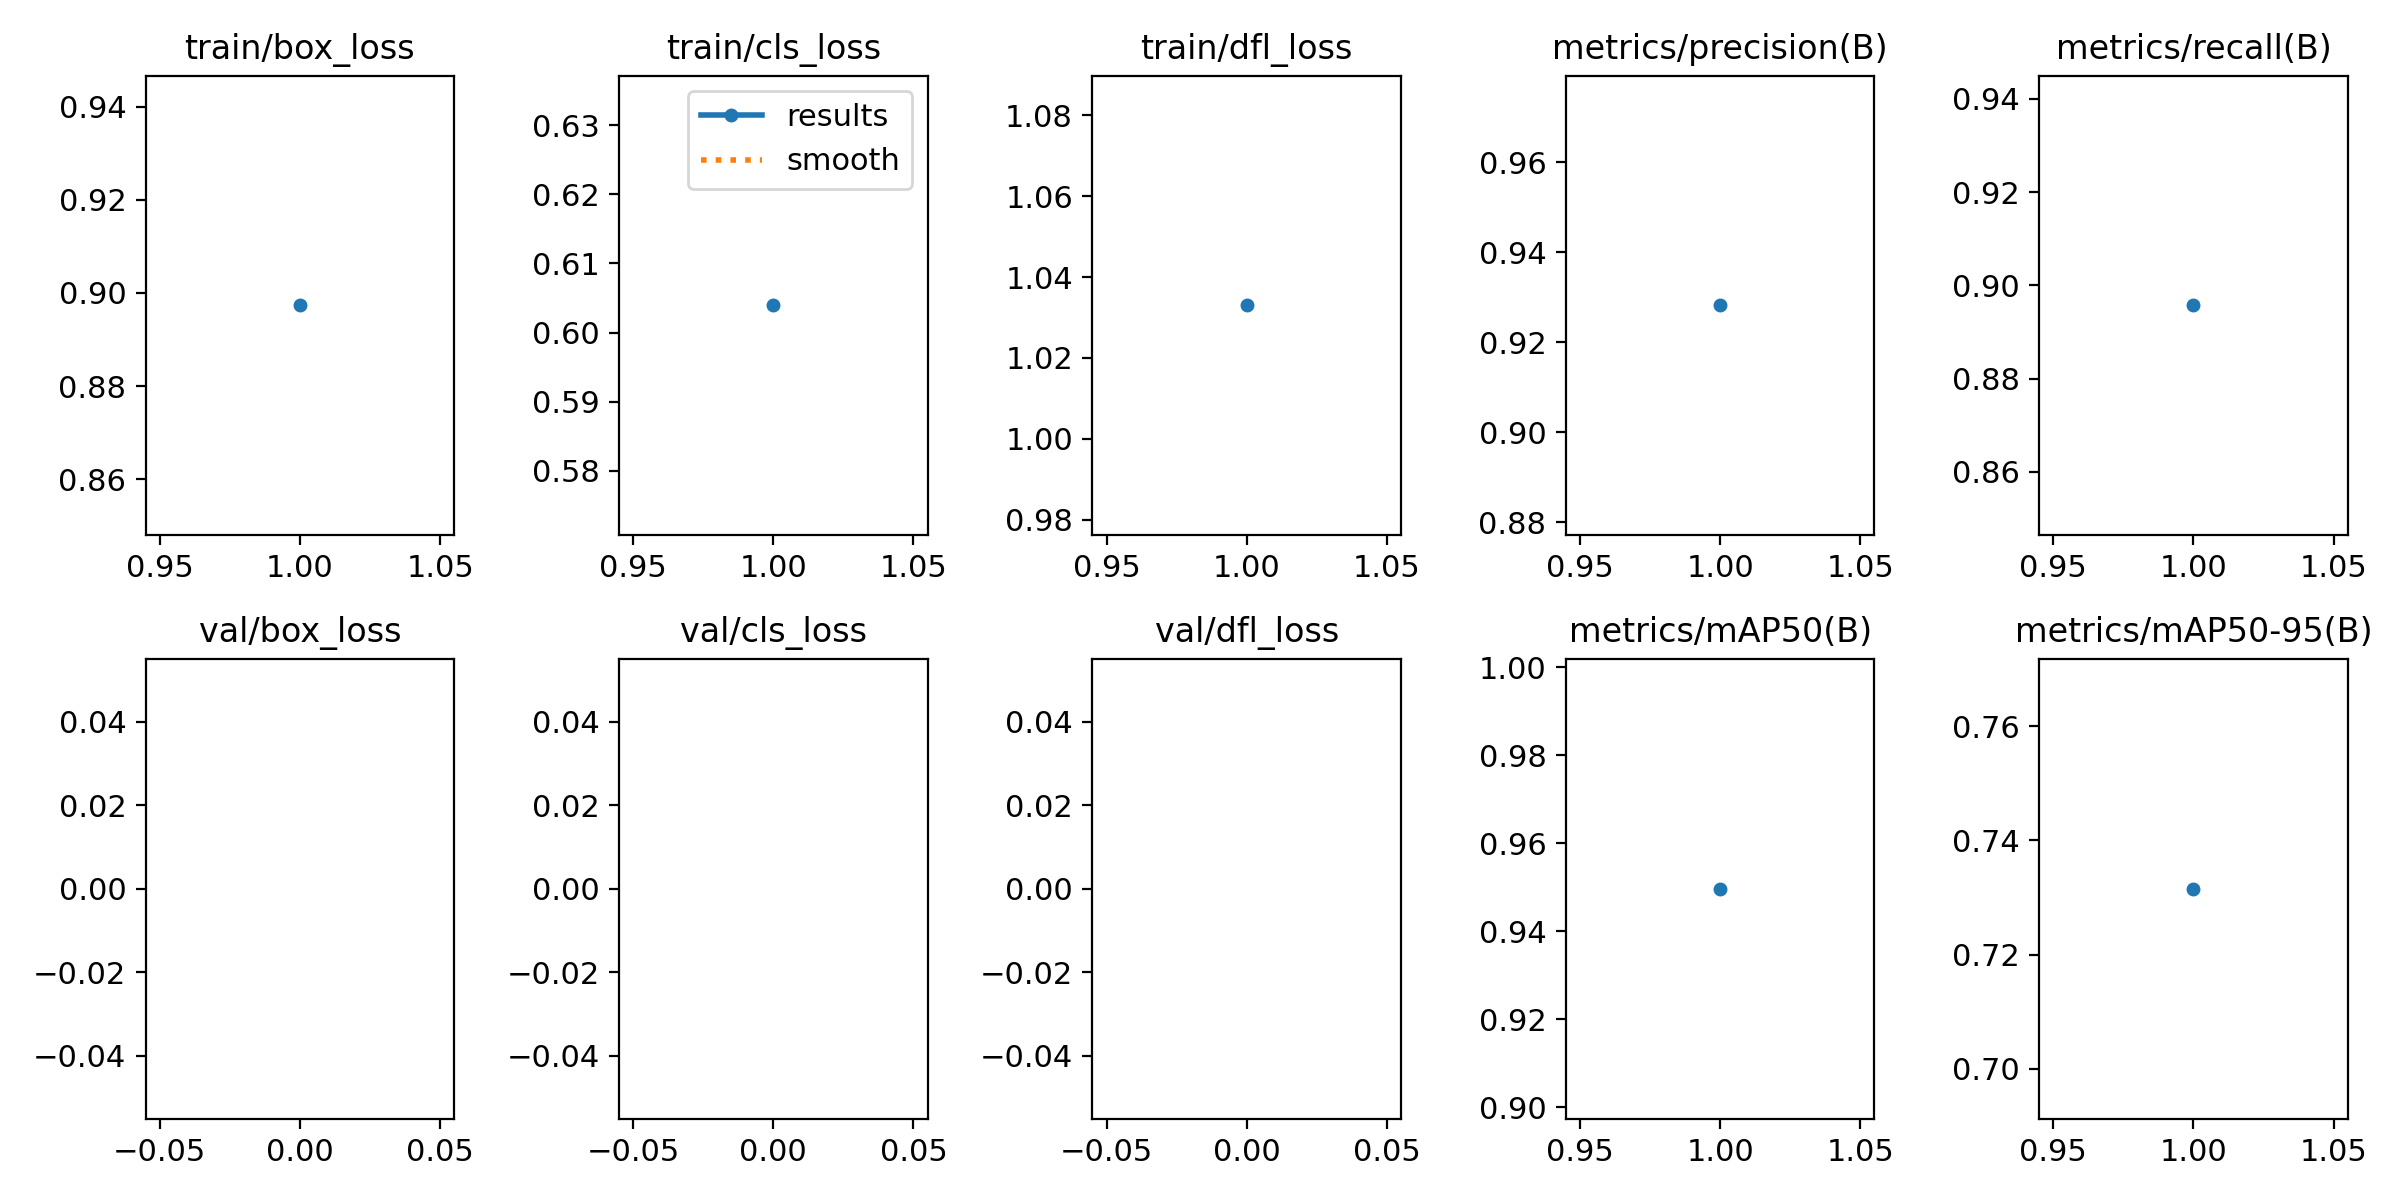 train/box_loss
0.94
0.92
0.90
0.88
0.86
0.95 1.00 1.05
train/cls_loss
results
smooth
0.63
0.62
0.61
0.60
0.59
0.58
0.95 1.00 1.05
train/dfl_loss
1.08
1.06
1.04
1.02
1.00
0.98
0.95 1.00 1.05
metrics/precision(B)
0.96
0.94
0.92
0.90
0.88
0.95 1.00 1.05
metrics/recall(B)
0.94
0.92
0.90
0.88
0.86
0.95 1.00 1.05
val/box_loss
0.04
0.02
0.00
−0.02
−0.04
−0.05 0.00 0.05
val/cls_loss
0.04
0.02
0.00
−0.02
−0.04
−0.05 0.00 0.05
val/dfl_loss
0.04
0.02
0.00
−0.02
−0.04
−0.05 0.00 0.05
metrics/mAP50(B)
1.00
0.98
0.96
0.94
0.92
0.90
0.95 1.00 1.05
metrics/mAP50-95(B)
0.76
0.74
0.72
0.70
0.95 1.00 1.05